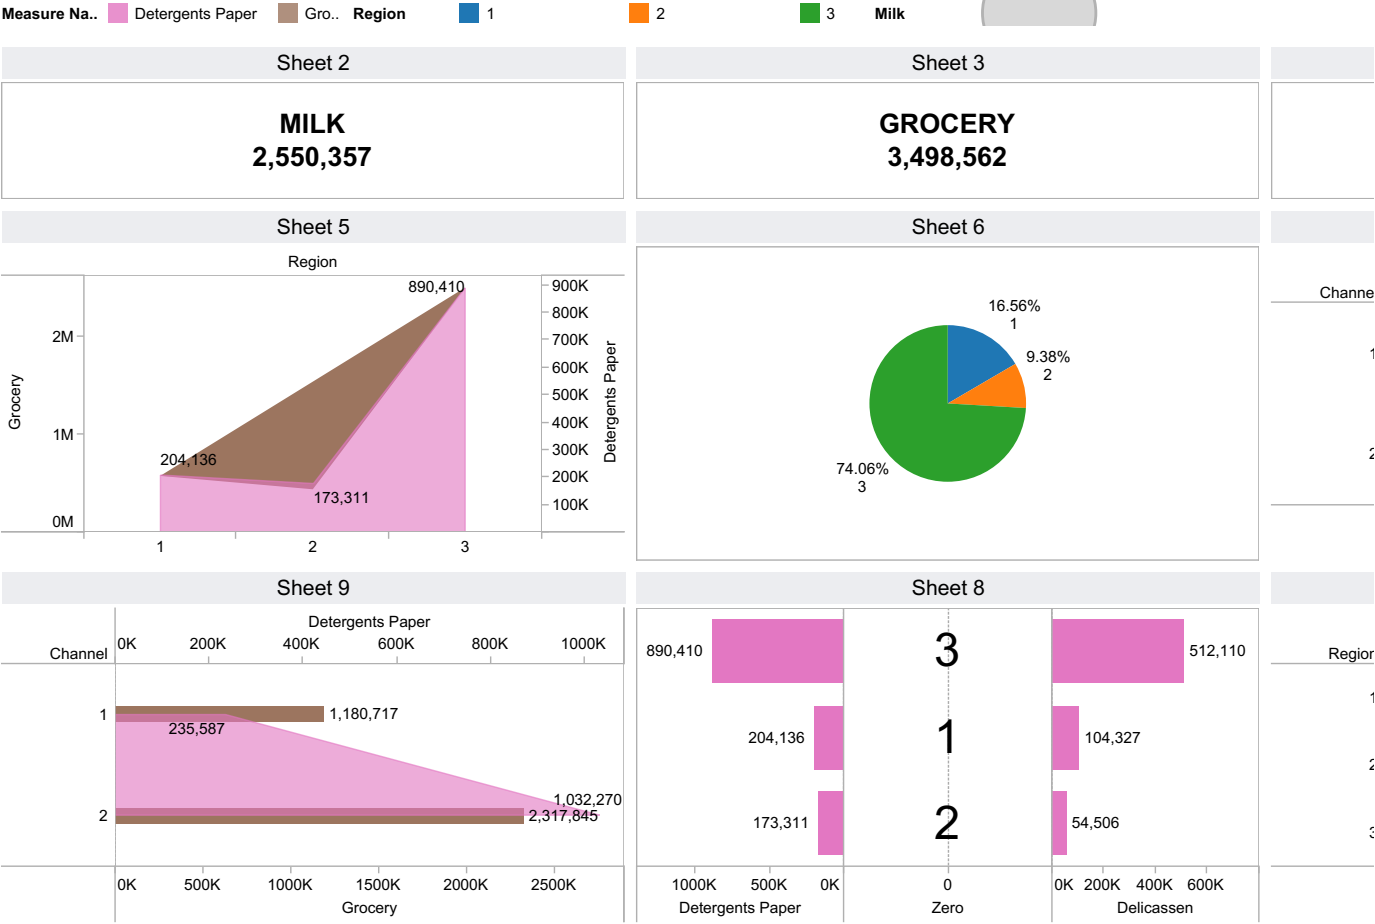 Measure Na.. Detergents Paper Gro.. Region 1 2 3 Milk
Sheet 2
MILK
2,550,357
Sheet 3
GROCERY
3,498,562
Sheet 5
Region
890,410
204,136
173,311
2M
1M
0M
Grocery
900K
800K
700K
600K
500K
400K
300K
200K
100K
Detergents Paper
1 2 3
Sheet 6
16.56%
1
9.38%
2
74.06%
3
Channe
1
2
Sheet 9
Detergents Paper
Channel 0K 200K 400K 600K 800K 1000K
1 1,180,717
235,587
1,032,270
2 2,317,845
0K 500K 1000K 1500K 2000K 2500K
Grocery
Sheet 8
890,410 3 512,110
204,136 1 104,327
173,311 2 54,506
1000K 500K 0K 0 0K 200K 400K 600K
Detergents Paper Zero Delicassen
Region
1
2
3